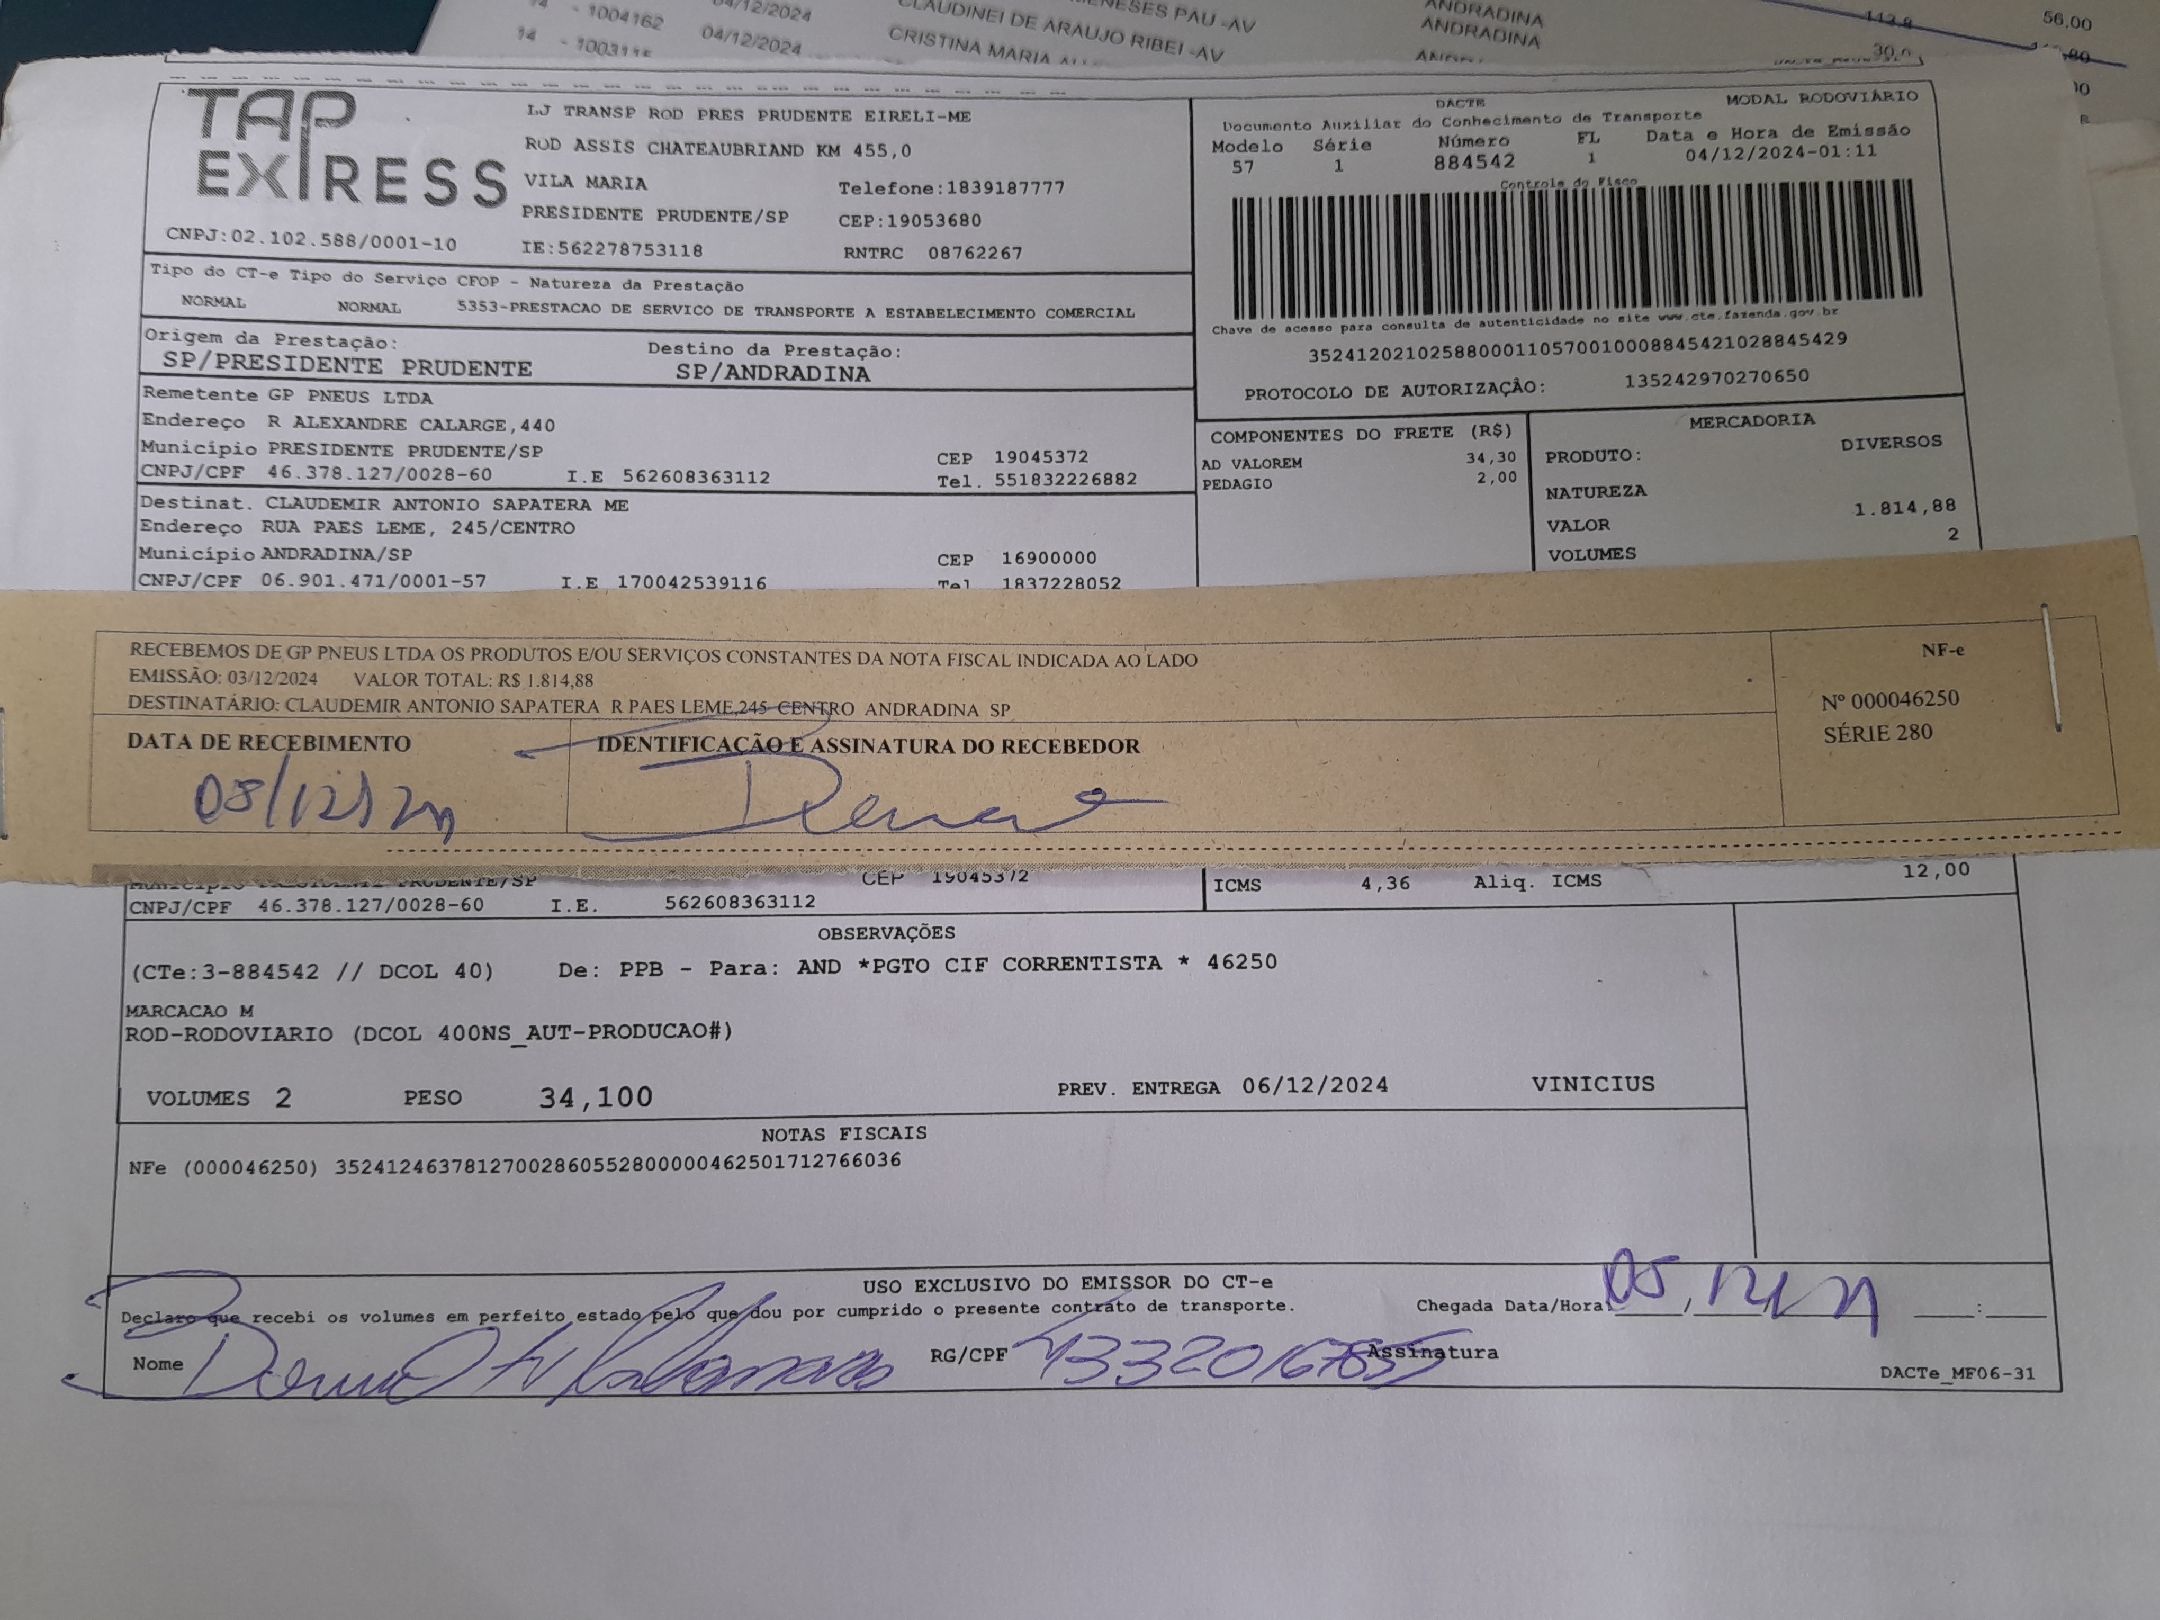 14 - 1004162 04/12/2024 CLAUDINEI DE ARAUJO RIBEI -AV ANDRADINA 56,00
14 04/12/2024 CRISTINA MARIA ANDRADINA
TAP EXPRESS
CNPJ:02.102.588/0001-10
LJ TRANSP ROD PRES PRUDENTE EIRELI-ME
ROD ASSIS CHATEAUBRIAND KM 455,0
VILA MARIA Telefone:1839187777
PRESIDENTE PRUDENTE/SP CEP:19053680
IE:562278753118 RNTRC 08762267
DACTE MODAL RODOVIÁRIO
Documento Auxiliar do Conhecimento de Transporte
Modelo Série Número FL Data e Hora de Emissão
57 1 884542 1 04/12/2024-01:11
Controle do Fisco
Chave de acesso para consulta de autenticidade no site www.cte.fazenda.gov.br
35241202102588000110570010008845421028845429
PROTOCOLO DE AUTORIZAÇÃO: 135242970270650
Tipo do CT-e Tipo do Serviço CFOP - Natureza da Prestação
NORMAL NORMAL 5353-PRESTACAO DE SERVICO DE TRANSPORTE A ESTABELECIMENTO COMERCIAL
Origem da Prestação: Destino da Prestação:
SP/PRESIDENTE PRUDENTE SP/ANDRADINA
Remetente GP PNEUS LTDA
Endereço R ALEXANDRE CALARGE,440
Município PRESIDENTE PRUDENTE/SP CEP 19045372
CNPJ/CPF 46.378.127/0028-60 I.E 562608363112 Tel. 551832226882
Destinat. CLAUDEMIR ANTONIO SAPATERA ME
Endereço RUA PAES LEME, 245/CENTRO
Município ANDRADINA/SP CEP 16900000
CNPJ/CPF 06.901.471/0001-57 I.E 170042539116 Tel 1837228052
COMPONENTES DO FRETE (R$)
AD VALOREM 34,30
PEDAGIO 2,00
MERCADORIA
PRODUTO: DIVERSOS
NATUREZA
VALOR 1.814,88
VOLUMES 2
RECEBEMOS DE GP PNEUS LTDA OS PRODUTOS E/OU SERVIÇOS CONSTANTES DA NOTA FISCAL INDICADA AO LADO
EMISSÃO: 03/12/2024 VALOR TOTAL: R$ 1.814,88
DESTINATÁRIO: CLAUDEMIR ANTONIO SAPATERA R PAES LEME,245 CENTRO ANDRADINA SP
DATA DE RECEBIMENTO IDENTIFICAÇÃO E ASSINATURA DO RECEBEDOR
NF-e
Nº 000046250
SÉRIE 280
Município PRESIDENTE PRUDENTE/SP CEP 19045372
CNPJ/CPF 46.378.127/0028-60 I.E. 562608363112
ICMS 4,36 Aliq. ICMS 12,00
OBSERVAÇÕES
(CTe:3-884542 // DCOL 40) De: PPB - Para: AND *PGTO CIF CORRENTISTA * 46250
MARCACAO M
ROD-RODOVIARIO (DCOL 400NS_AUT-PRODUCAO#)
VOLUMES 2 PESO 34,100 PREV. ENTREGA 06/12/2024 VINICIUS
NOTAS FISCAIS
NFe (000046250) 35241246378127002860552800000462501712766036
USO EXCLUSIVO DO EMISSOR DO CT-e
Declaro que recebi os volumes em perfeito estado pelo que dou por cumprido o presente contrato de transporte. Chegada Data/Hora:
Nome RG/CPF Assinatura
DACTe_MF06-31